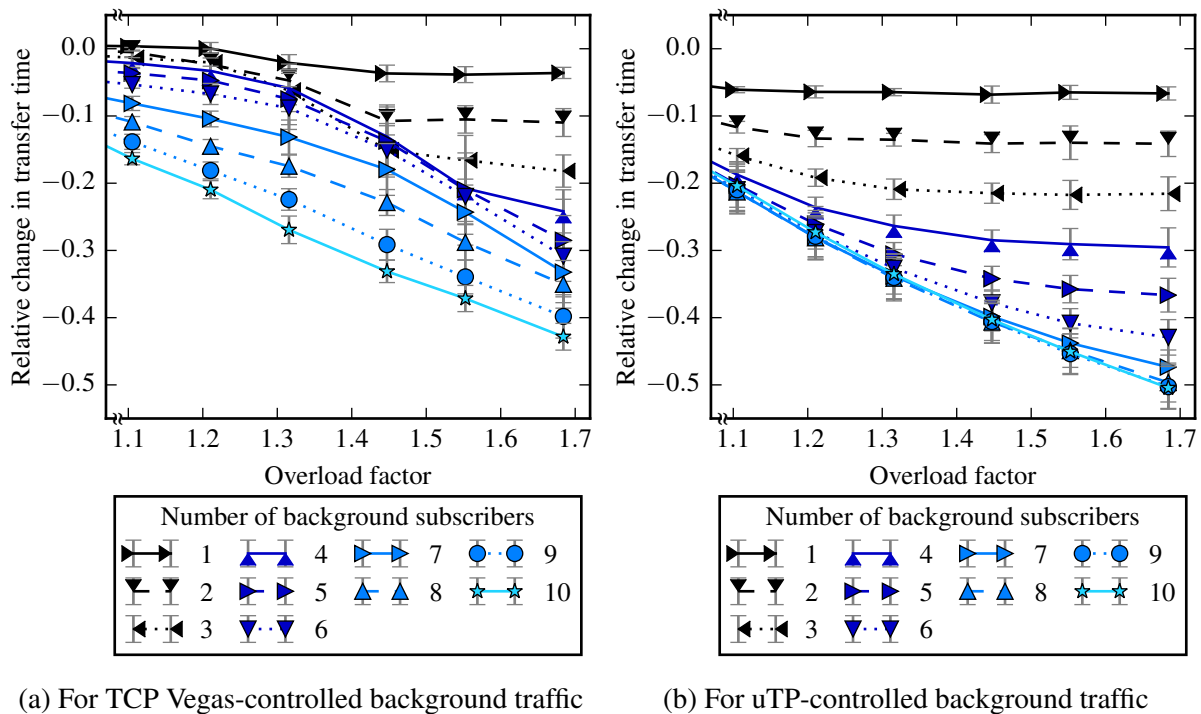 0.0
−0.1
−0.2
−0.3
−0.4
−0.5
Relative change in transfer time
1.1 1.2 1.3 1.4 1.5 1.6 1.7
Overload factor
Number of background subscribers
1 4 7 9
2 5 8 10
3 6
(a) For TCP Vegas-controlled background traffic
0.0
−0.1
−0.2
−0.3
−0.4
−0.5
Relative change in transfer time
1.1 1.2 1.3 1.4 1.5 1.6 1.7
Overload factor
Number of background subscribers
1 4 7 9
2 5 8 10
3 6
(b) For uTP-controlled background traffic